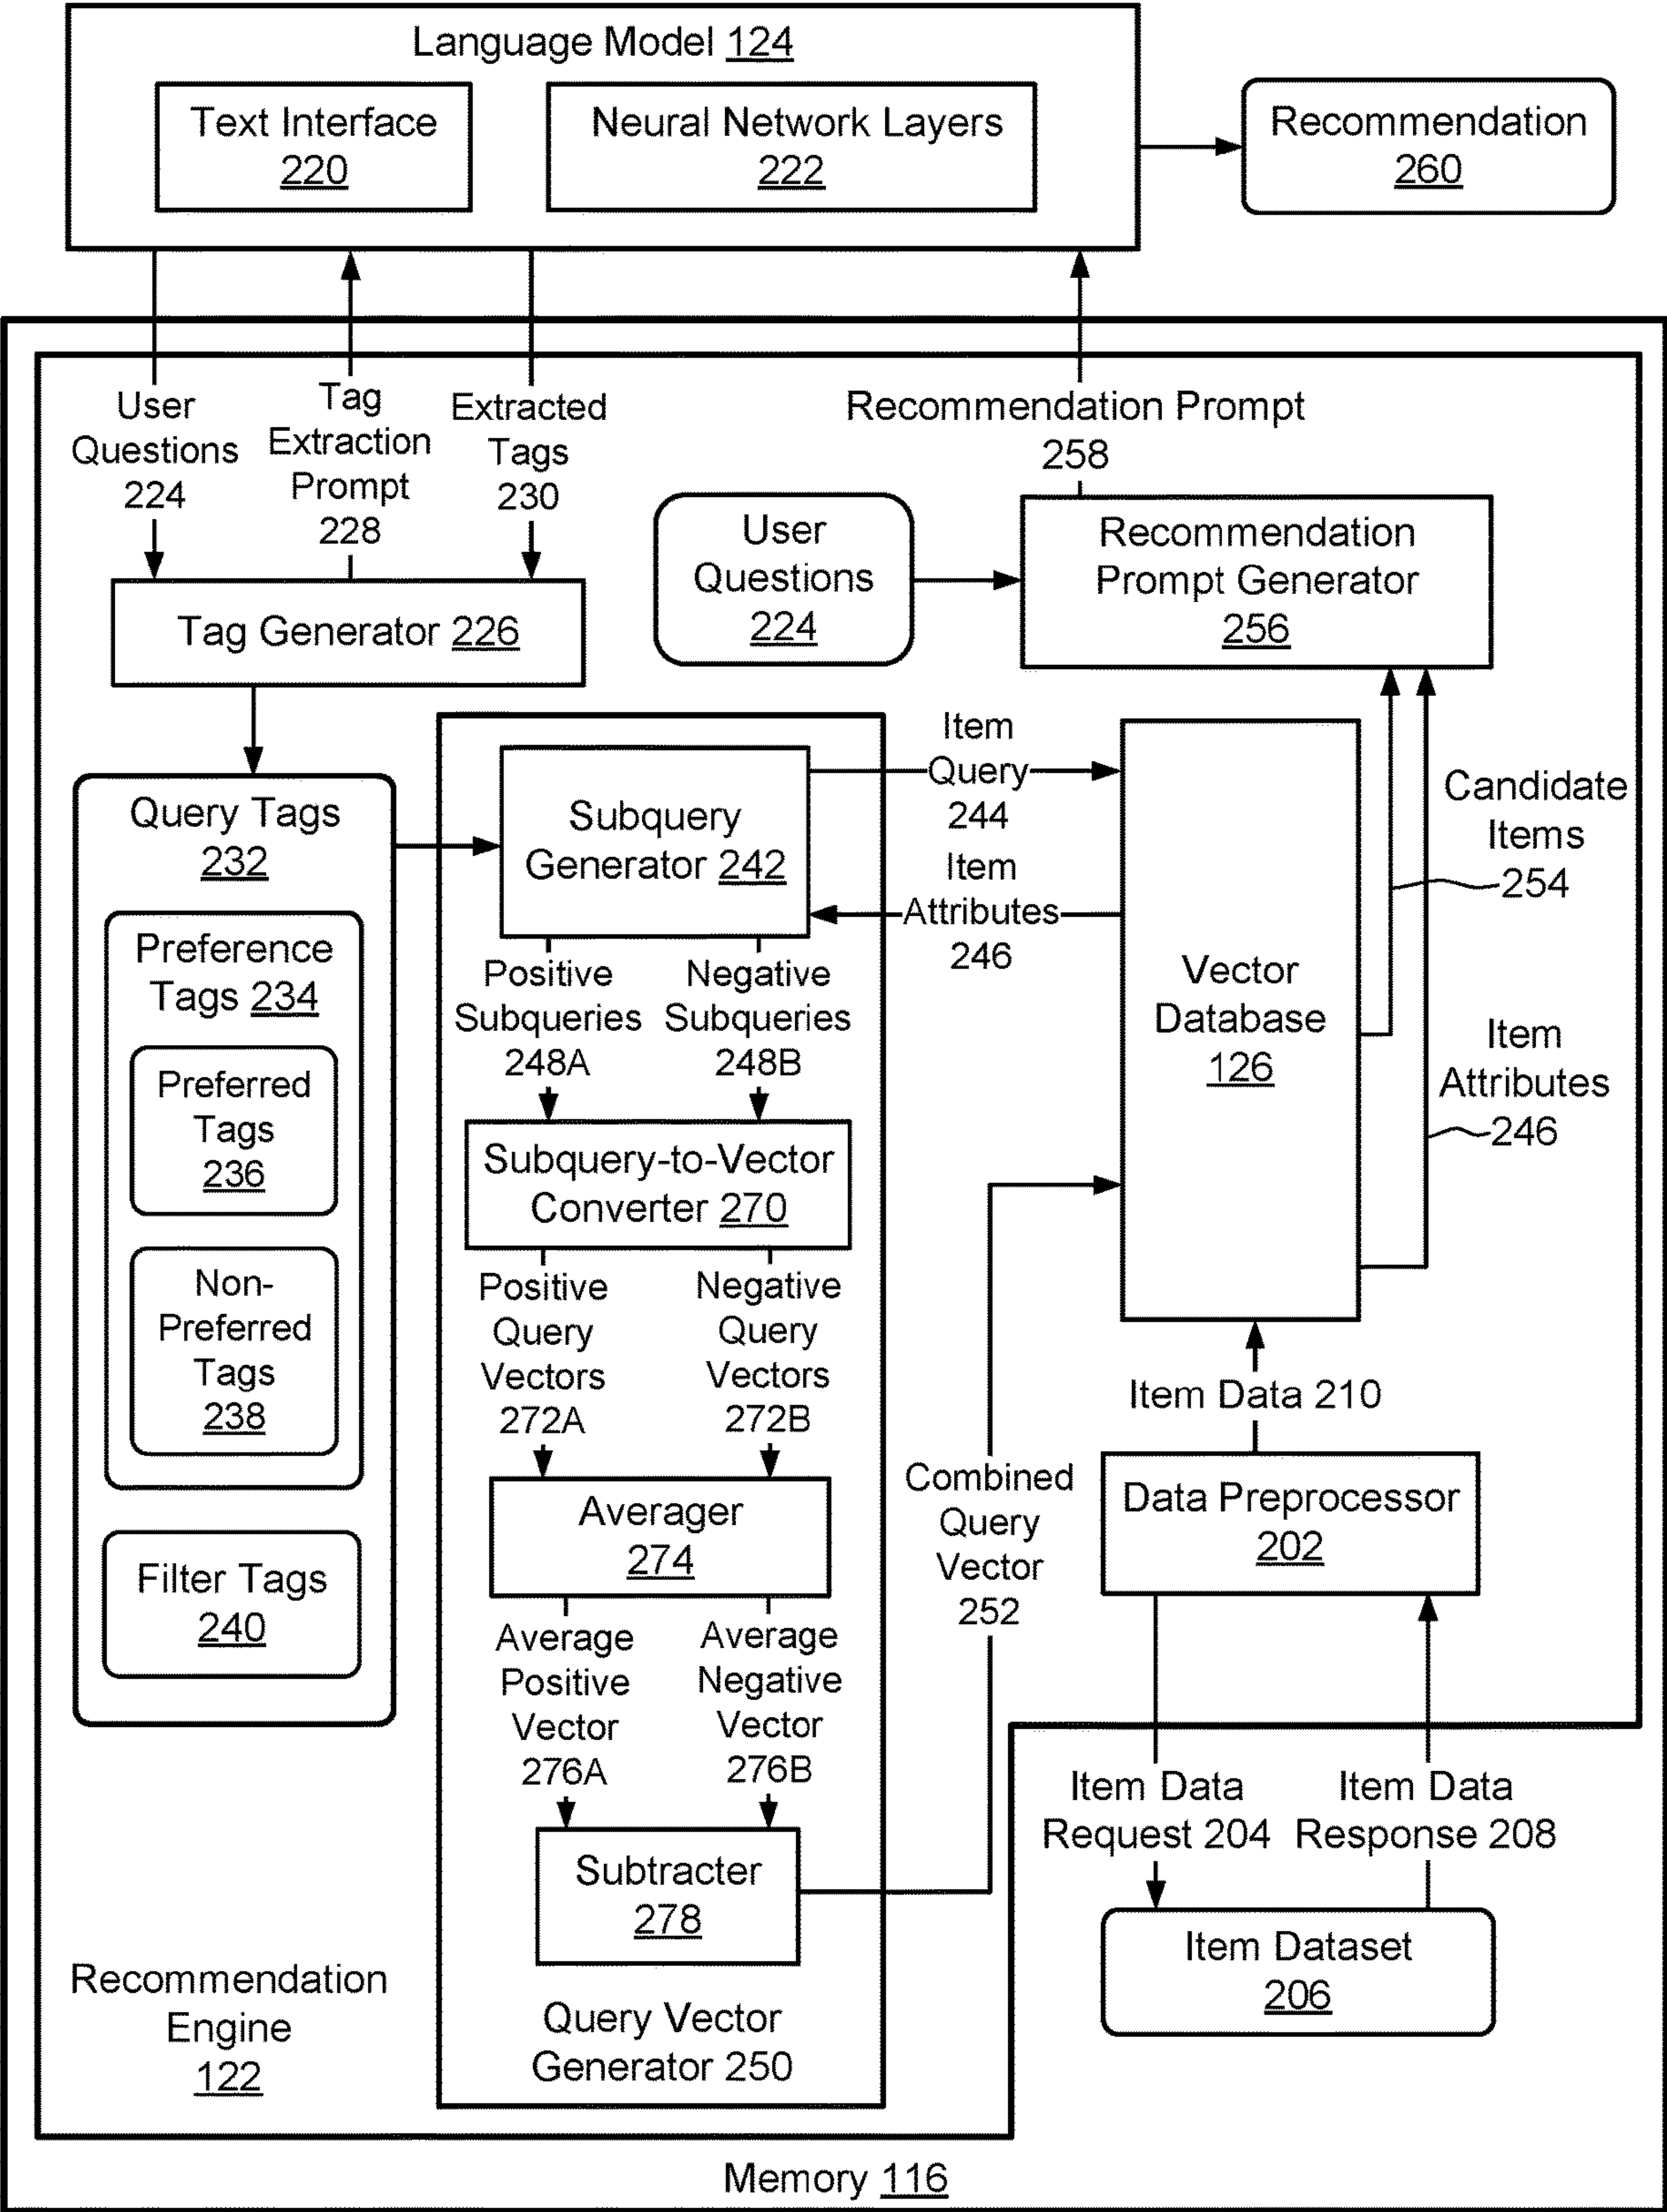 Language Model 124
Text Interface
220
Neural Network Layers
222
Recommendation
260
User
Questions
224
Tag
Extraction
Prompt
228
Extracted
Tags
230
Recommendation Prompt
258
User
Questions
224
Recommendation
Prompt Generator
256
Tag Generator 226
Query Tags
232
Preference
Tags 234
Preferred
Tags
236
Non-
Preferred
Tags
238
Filter Tags
240
Subquery
Generator 242
Item
Query
244
Item
Attributes
246
Positive
Subqueries
248A
Negative
Subqueries
248B
Subquery-to-Vector
Converter 270
Positive
Query
Vectors
272A
Negative
Query
Vectors
272B
Averager
274
Average
Positive
Vector
276A
Average
Negative
Vector
276B
Subtracter
278
Query Vector
Generator 250
Combined
Query
Vector
252
Vector
Database
126
Candidate
Items
254
Item
Attributes
246
Item Data 210
Data Preprocessor
202
Item Data
Request 204
Item Data
Response 208
Item Dataset
206
Recommendation
Engine
122
Memory 116